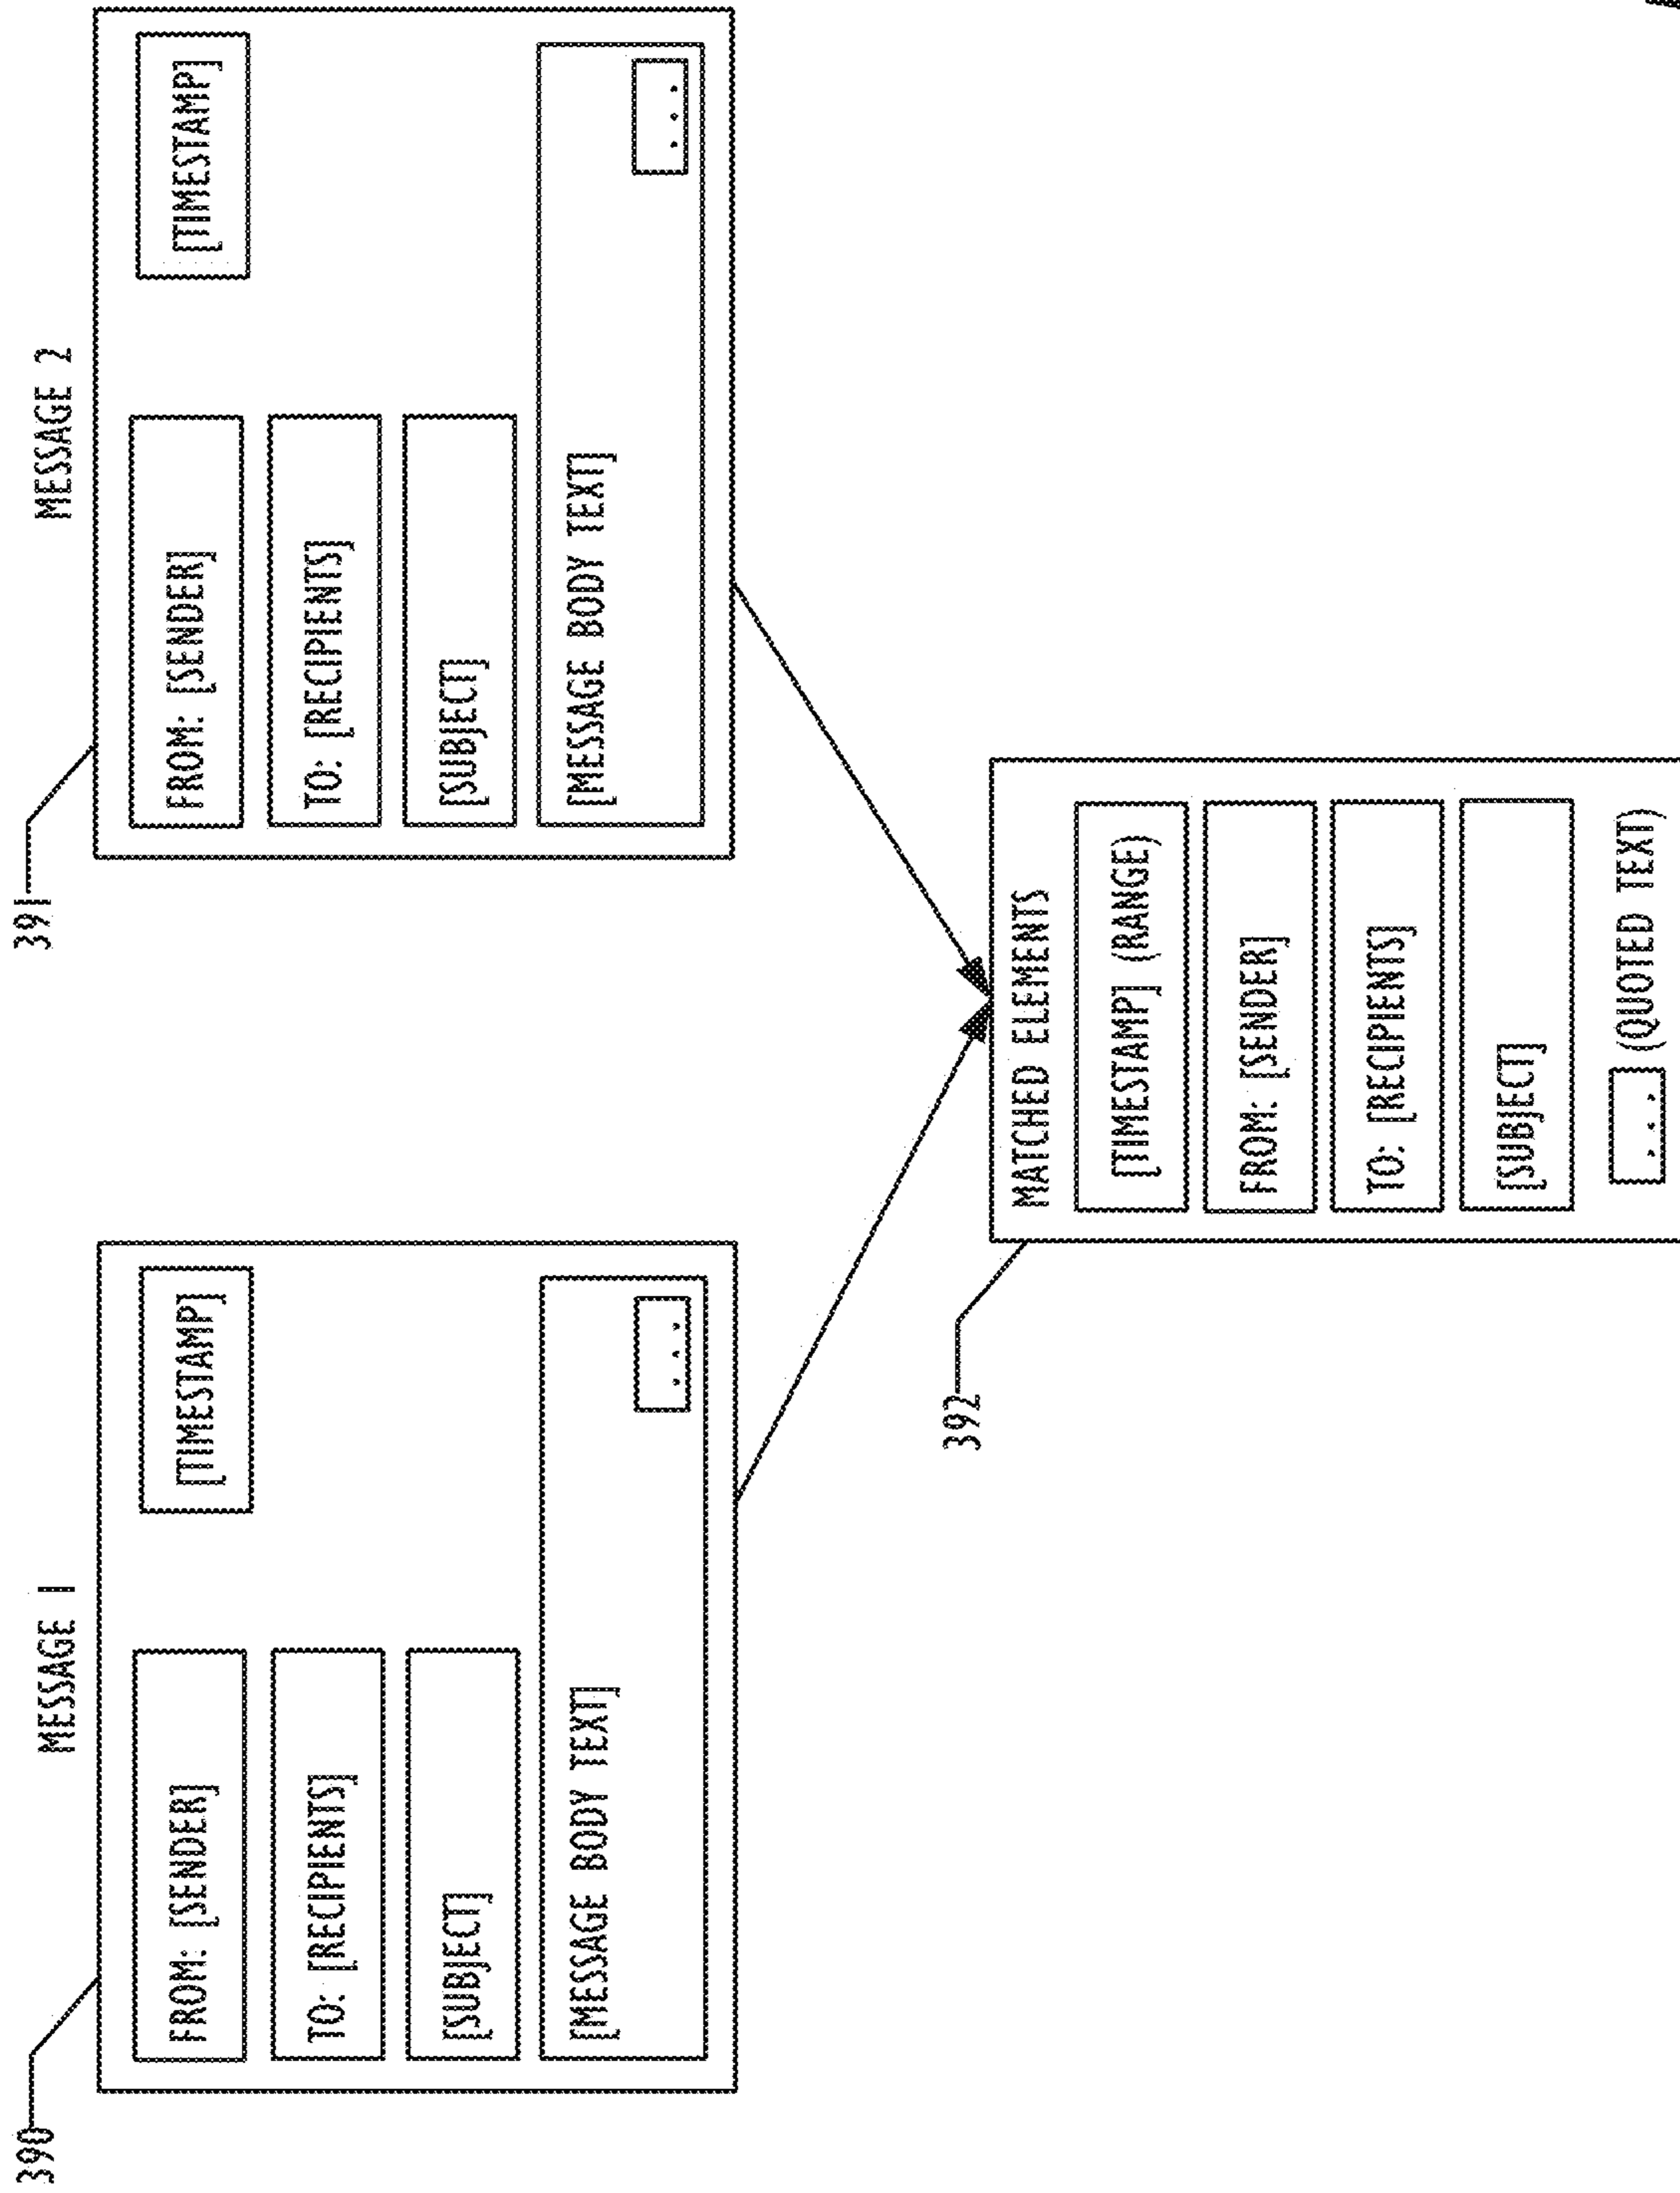 MESSAGE 1
390
FROM: [SENDER]
[TIMESTAMP]
TO: [RECIPIENTS]
[SUBJECT]
[MESSAGE BODY TEXT]
...
MESSAGE 2
391
FROM: [SENDER]
[TIMESTAMP]
TO: [RECIPIENTS]
[SUBJECT]
[MESSAGE BODY TEXT]
...
392
MATCHED ELEMENTS
[TIMESTAMP] (RANGE)
FROM: [SENDER]
TO: [RECIPIENTS]
[SUBJECT]
... (QUOTED TEXT)